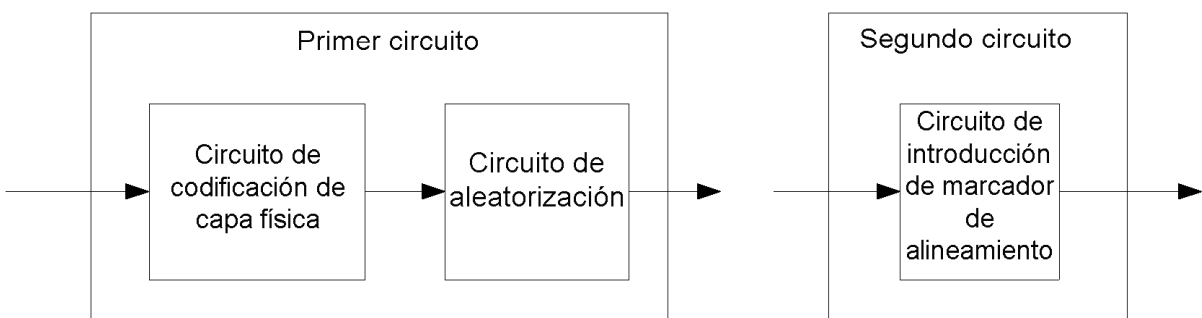 Primer circuito
Segundo circuito
Circuito de
codificación de
capa física
Circuito de
aleatorización
Circuito de
introducción
de marcador
de
alineamiento